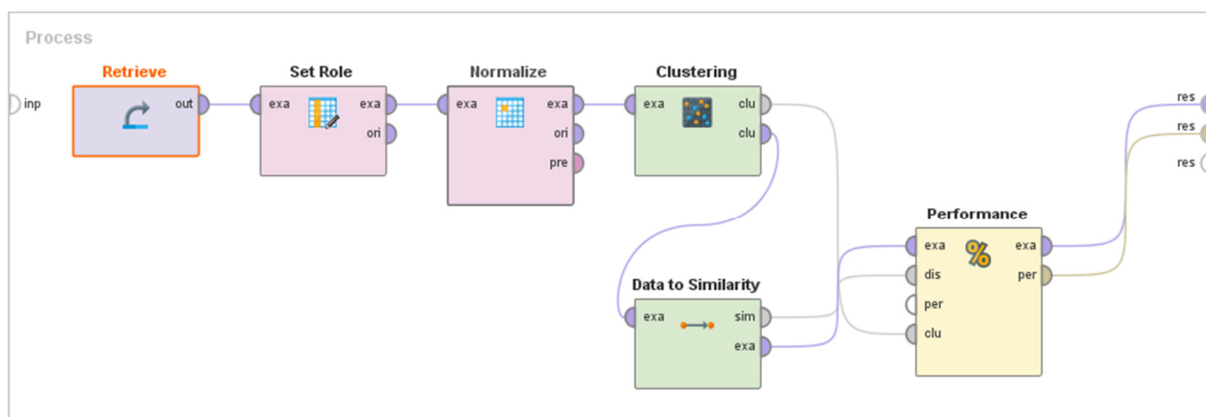 Process
inp
Retrieve
out
Set Role
exa
exa
ori
Normalize
exa
exa
ori
pre
Clustering
exa
clu
clu
Data to Similarity
exa
sim
exa
Performance
exa
dis
per
clu
%
exa
per
res
res
res